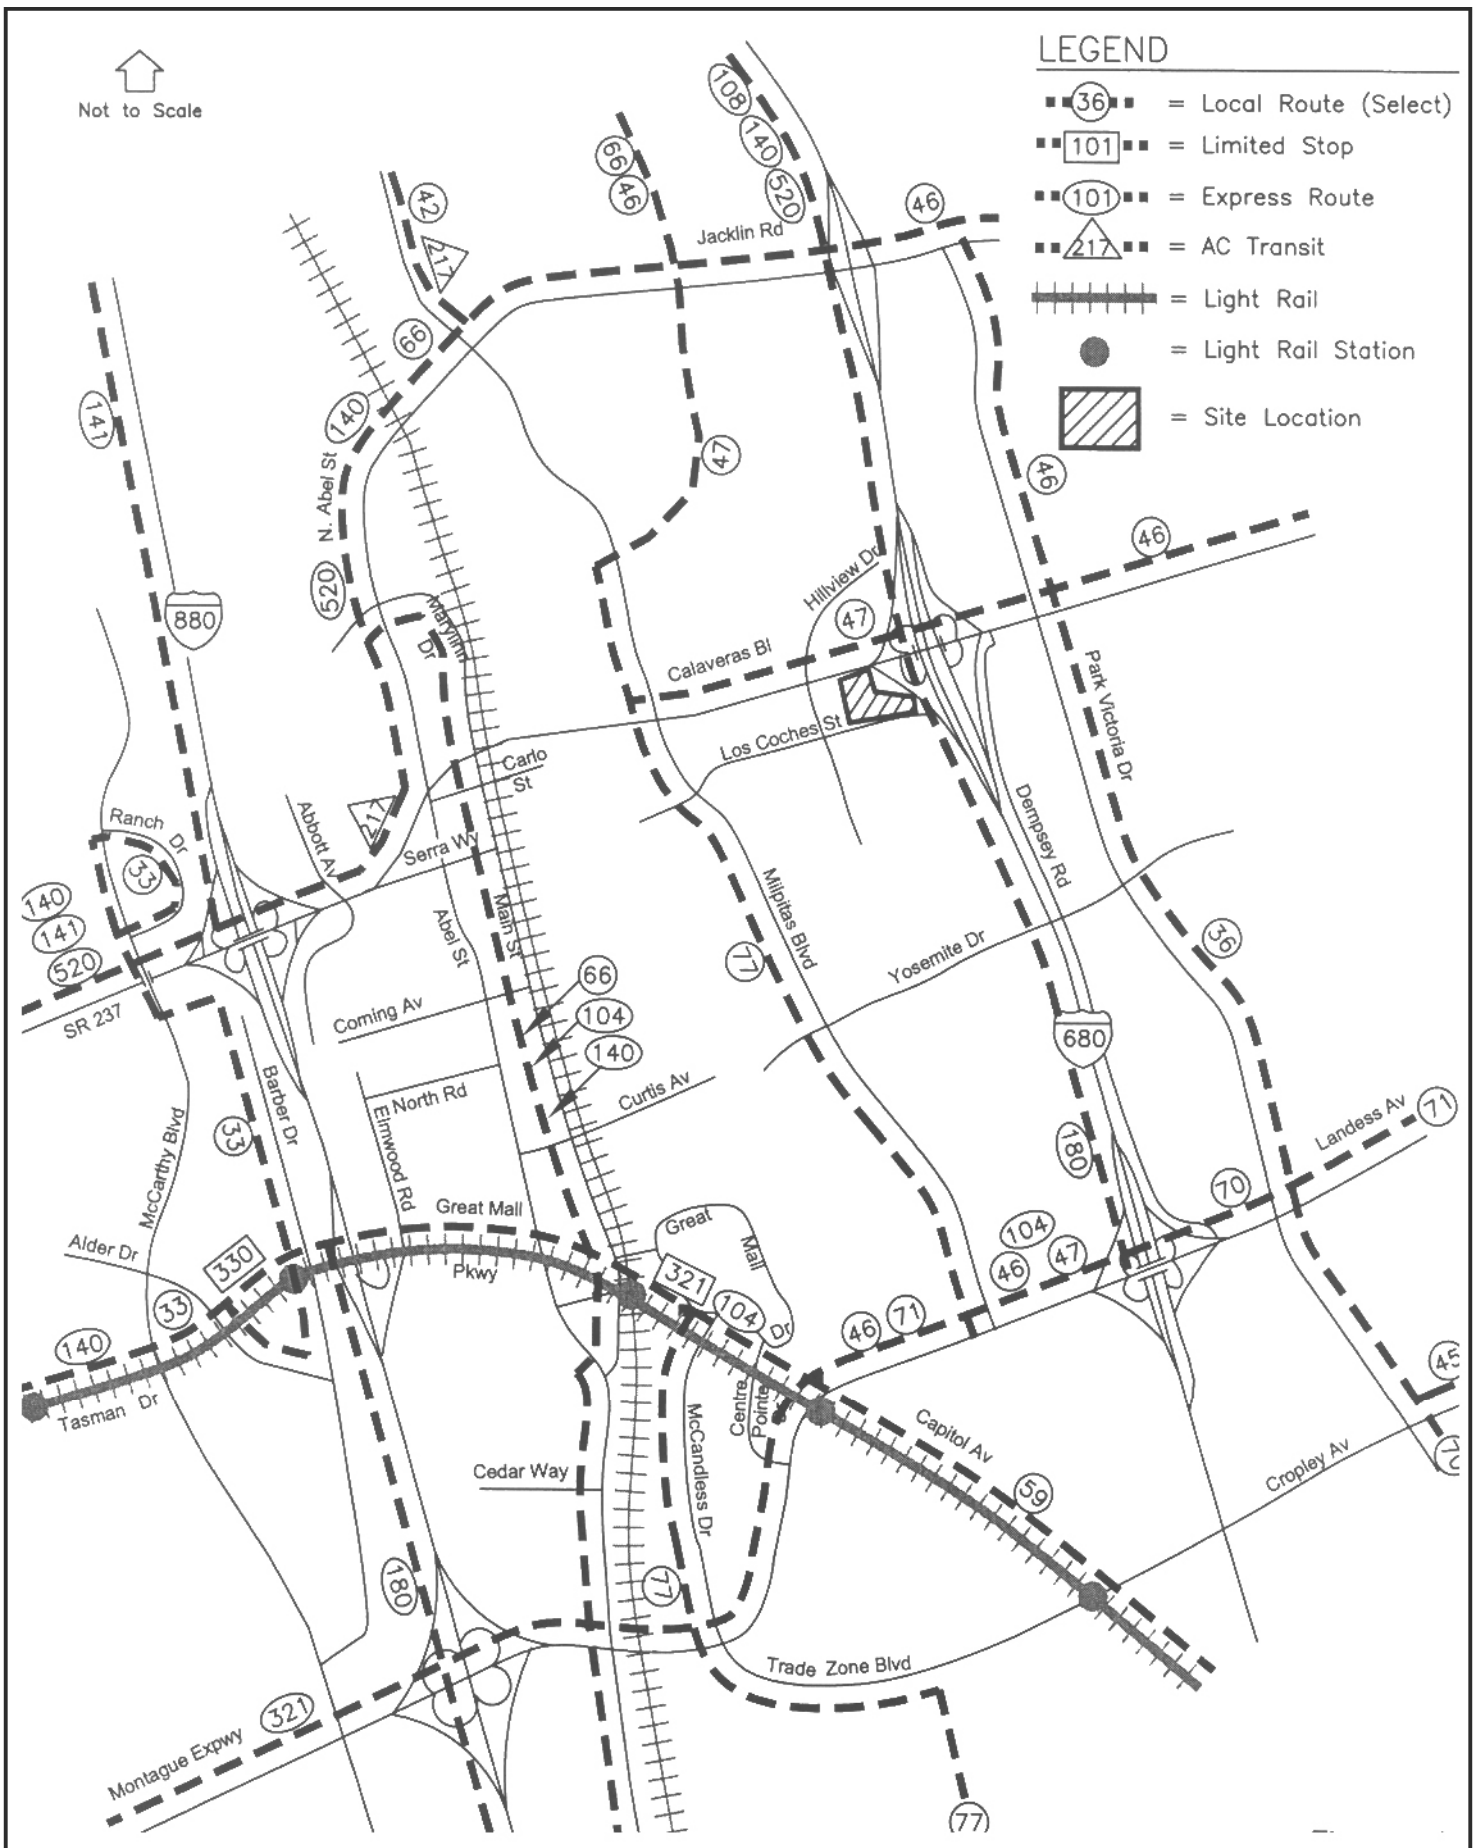 LEGEND
36 = Local Route (Select)
101 = Limited Stop
101 = Express Route
217 = AC Transit
= Light Rail
= Light Rail Station
= Site Location
Not to Scale
108
140
520
66
46
42
217
46
Jacklin Rd
66
140
141
N. Abel St
520
47
46
46
880
Marylinn
Dr
Hillview Dr
47
Calaveras Bl
Park Victoria Dr
Los Coches St
Carlo
St
217
Abbott Av
Serra Wy
Ranch
Dr
33
Dempsey Rd
140
141
520
SR 237
Abel St
Main St
Milpitas Blvd
77
Yosemite Dr
36
66
104
140
Coming Av
680
Barber Dr
North Rd
Elmwood Rd
Curtis Av
33
McCarthy Blvd
180
Landess Av
71
70
Great Mall
Pkwy
Great
Mall
Dr
Alder Dr
330
33
140
Tasman Dr
321
104
104
46
47
46
71
45
Centre
Pointe
McCandless Dr
Capitol Av
Cropley Av
Cedar Way
59
77
180
Trade Zone Blvd
321
Montague Expwy
77